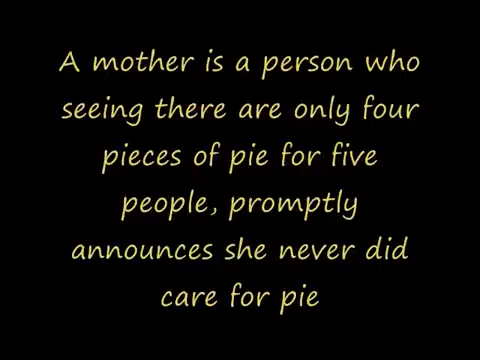 A mother is a person who
seeing there are only four
pieces of pie for five
people, promptly
announces she never did
care for pie